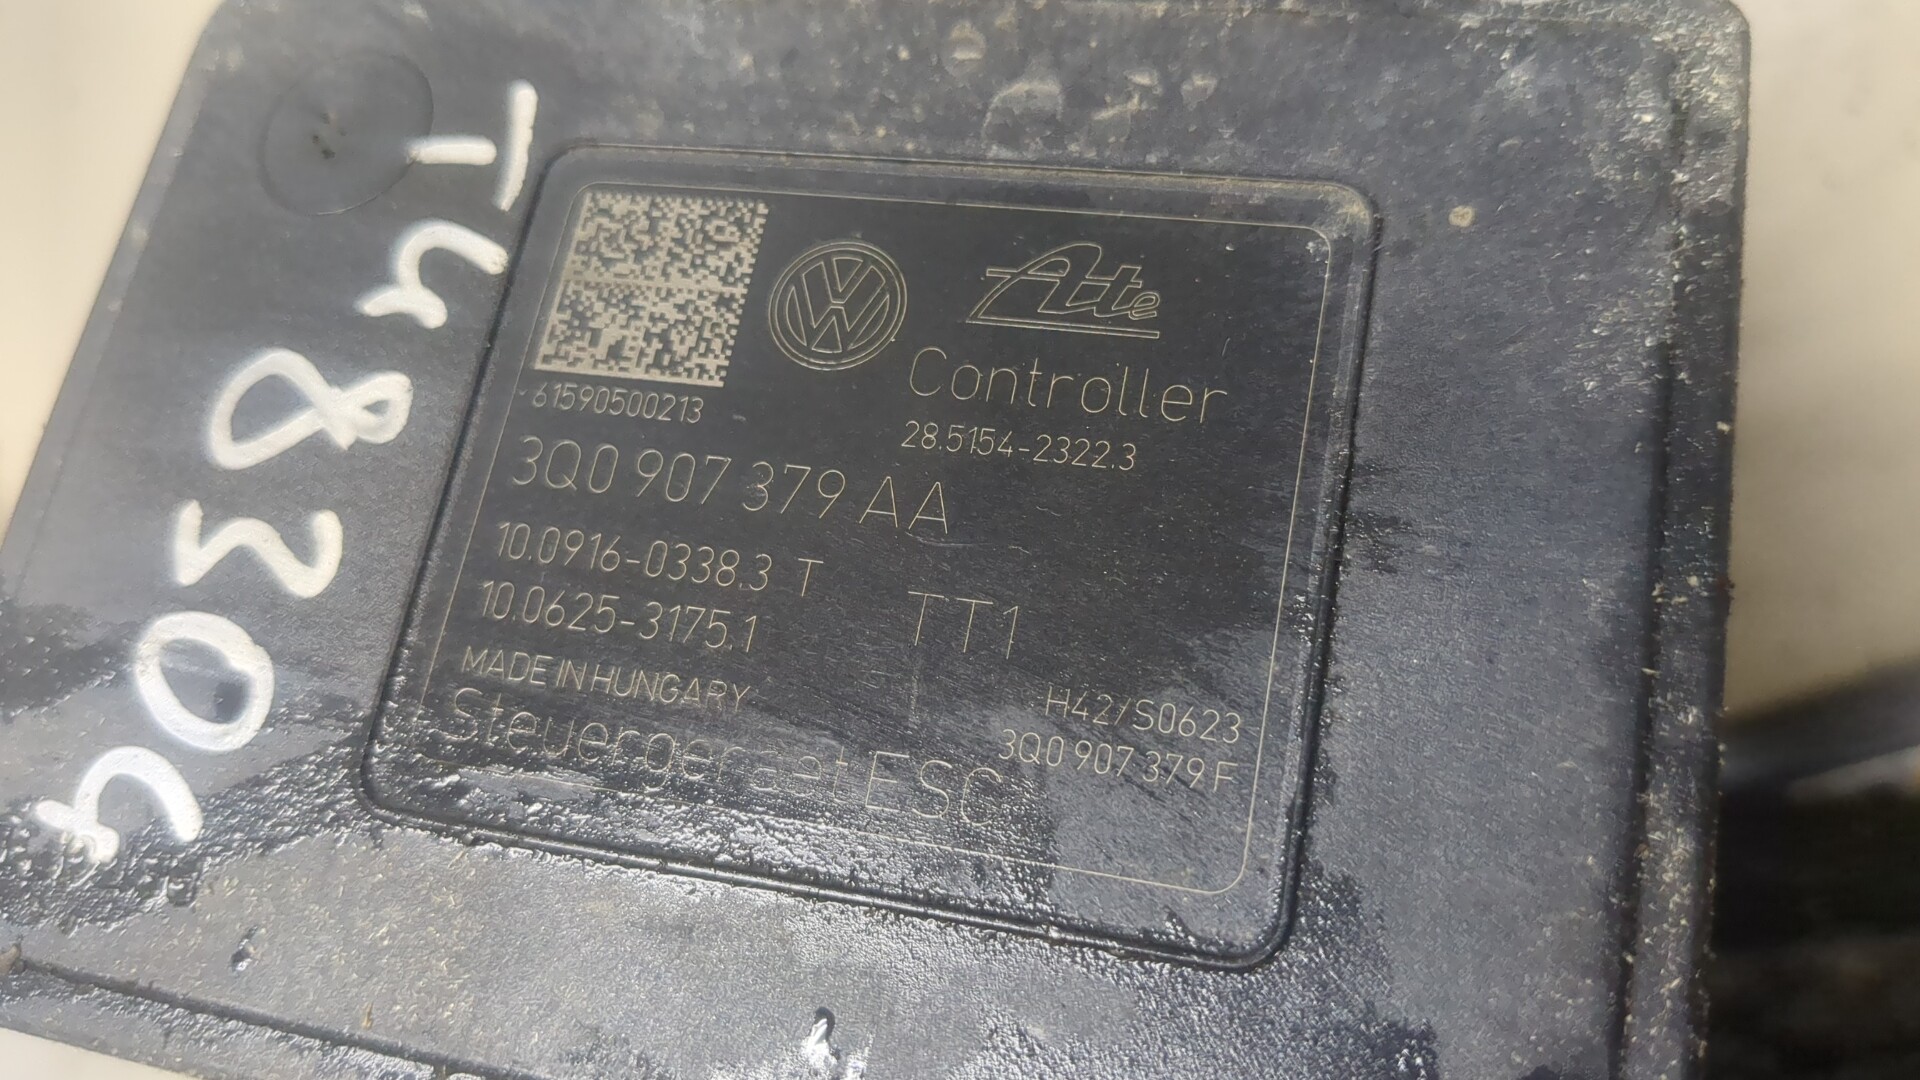 T48304
Ate
61590500213
Controller
28.5154-2322.3
3Q0 907 379 AA
10.0916-0338.3 T
10.0625-3175.1
TT1
MADE IN HUNGARY
H42/S0623
Steuergeraet ESC
3Q0 907 379 F